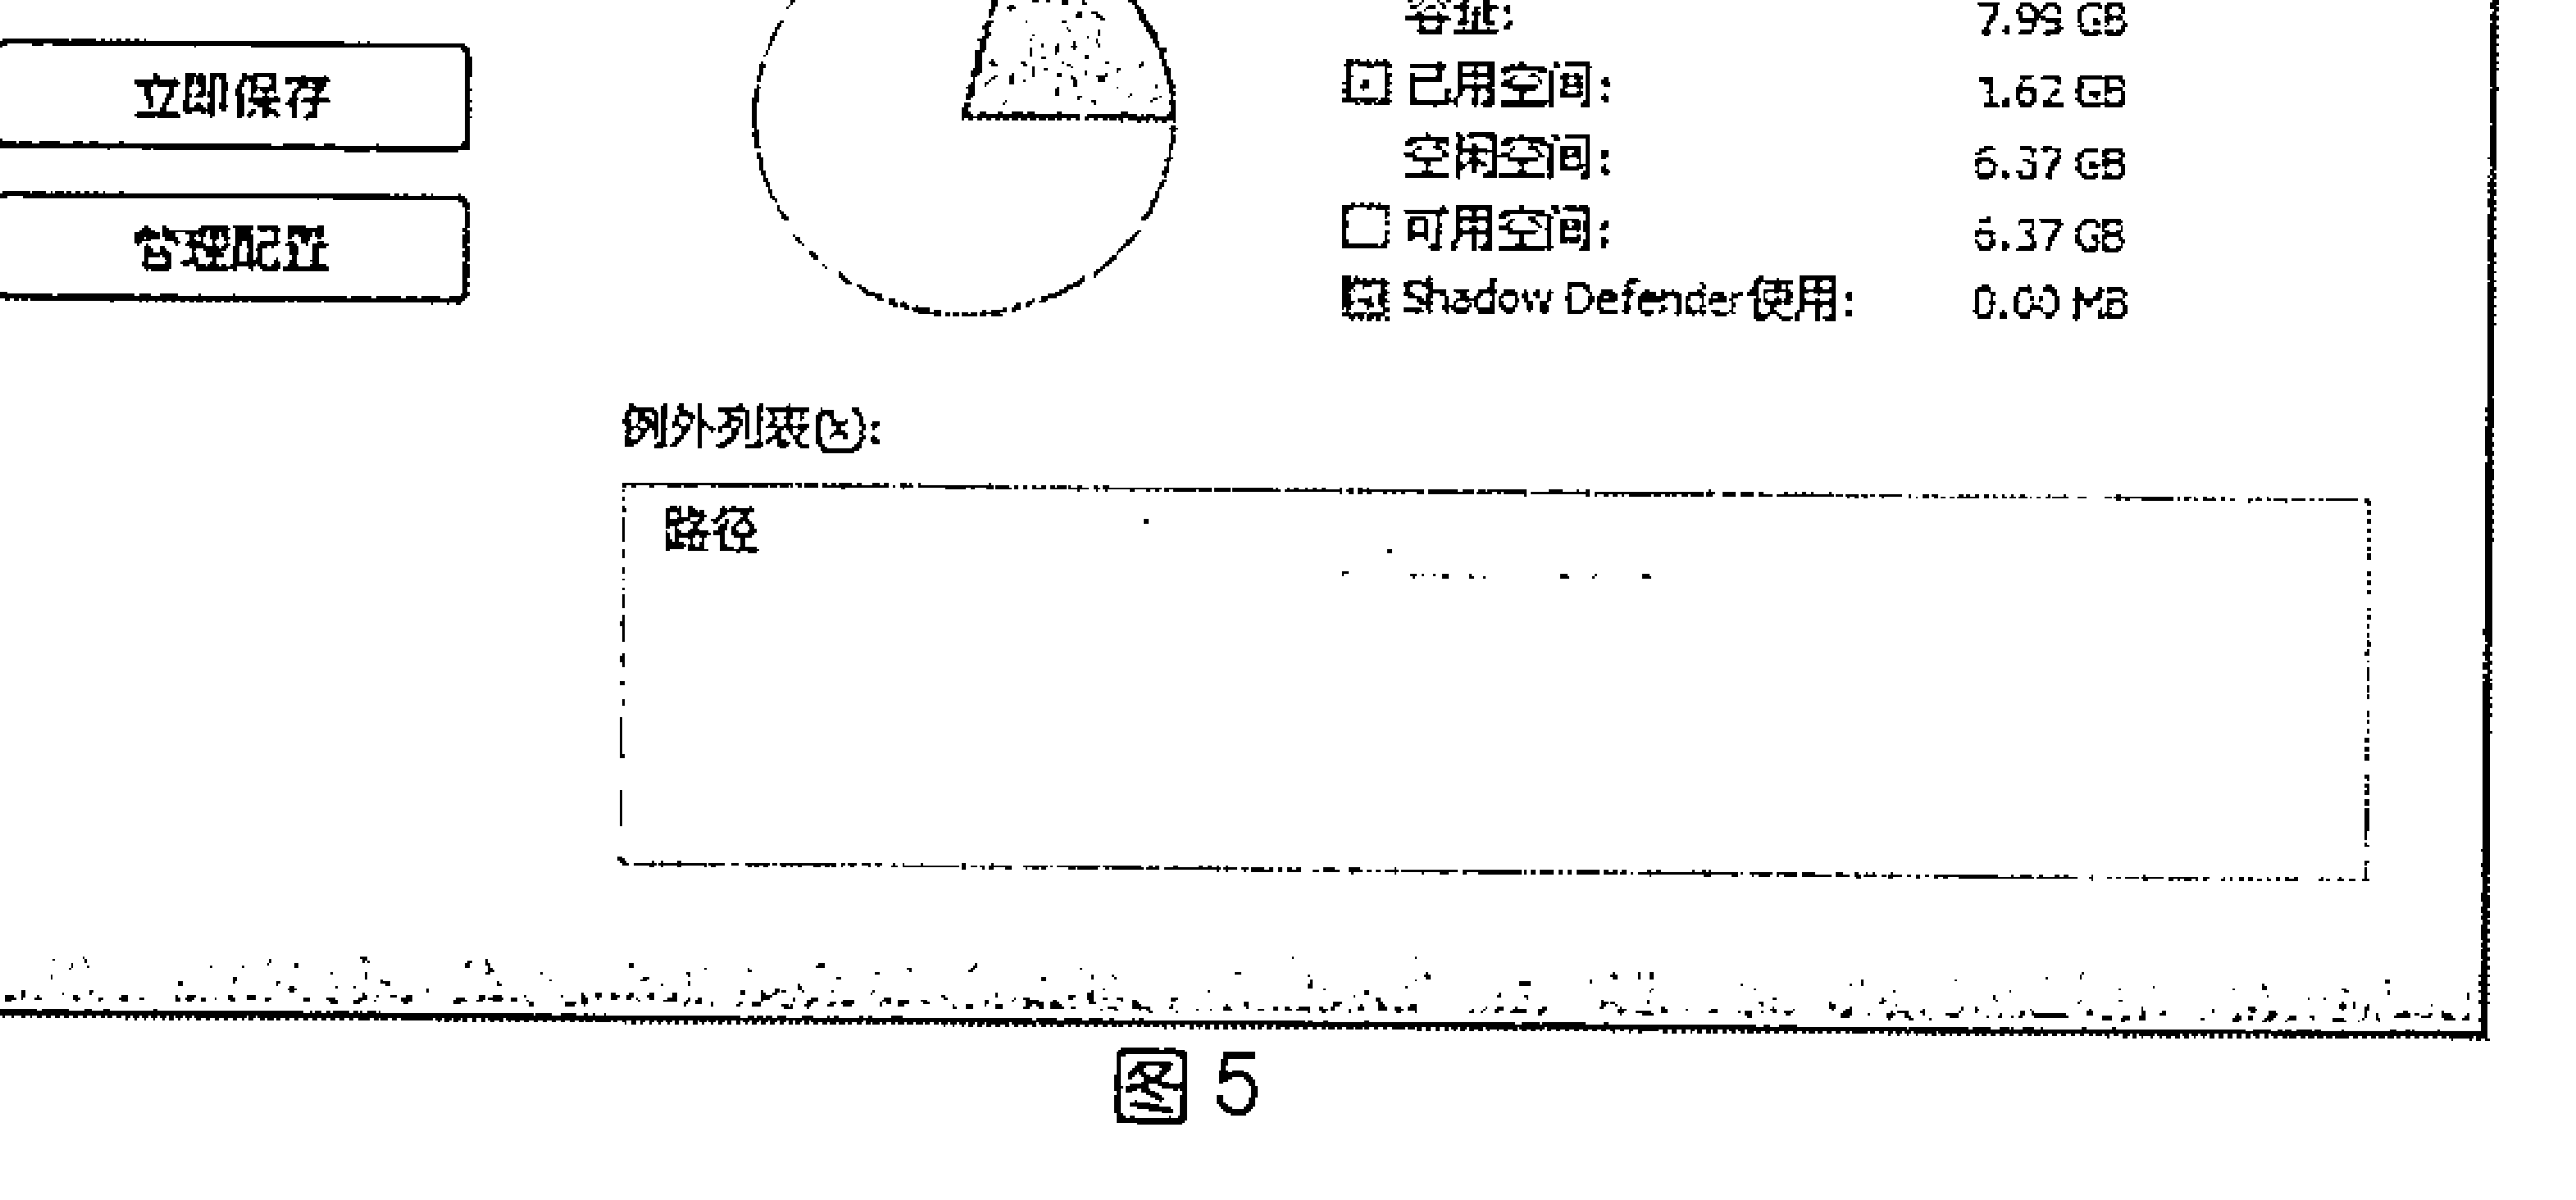 立即保存
管理配置
容量: 7.99 GB
已用空间: 1.62 GB
空闲空间: 6.37 GB
可用空间: 6.37 GB
Shadow Defender使用: 0.00 MB
例外列表(X):
路径
图 5